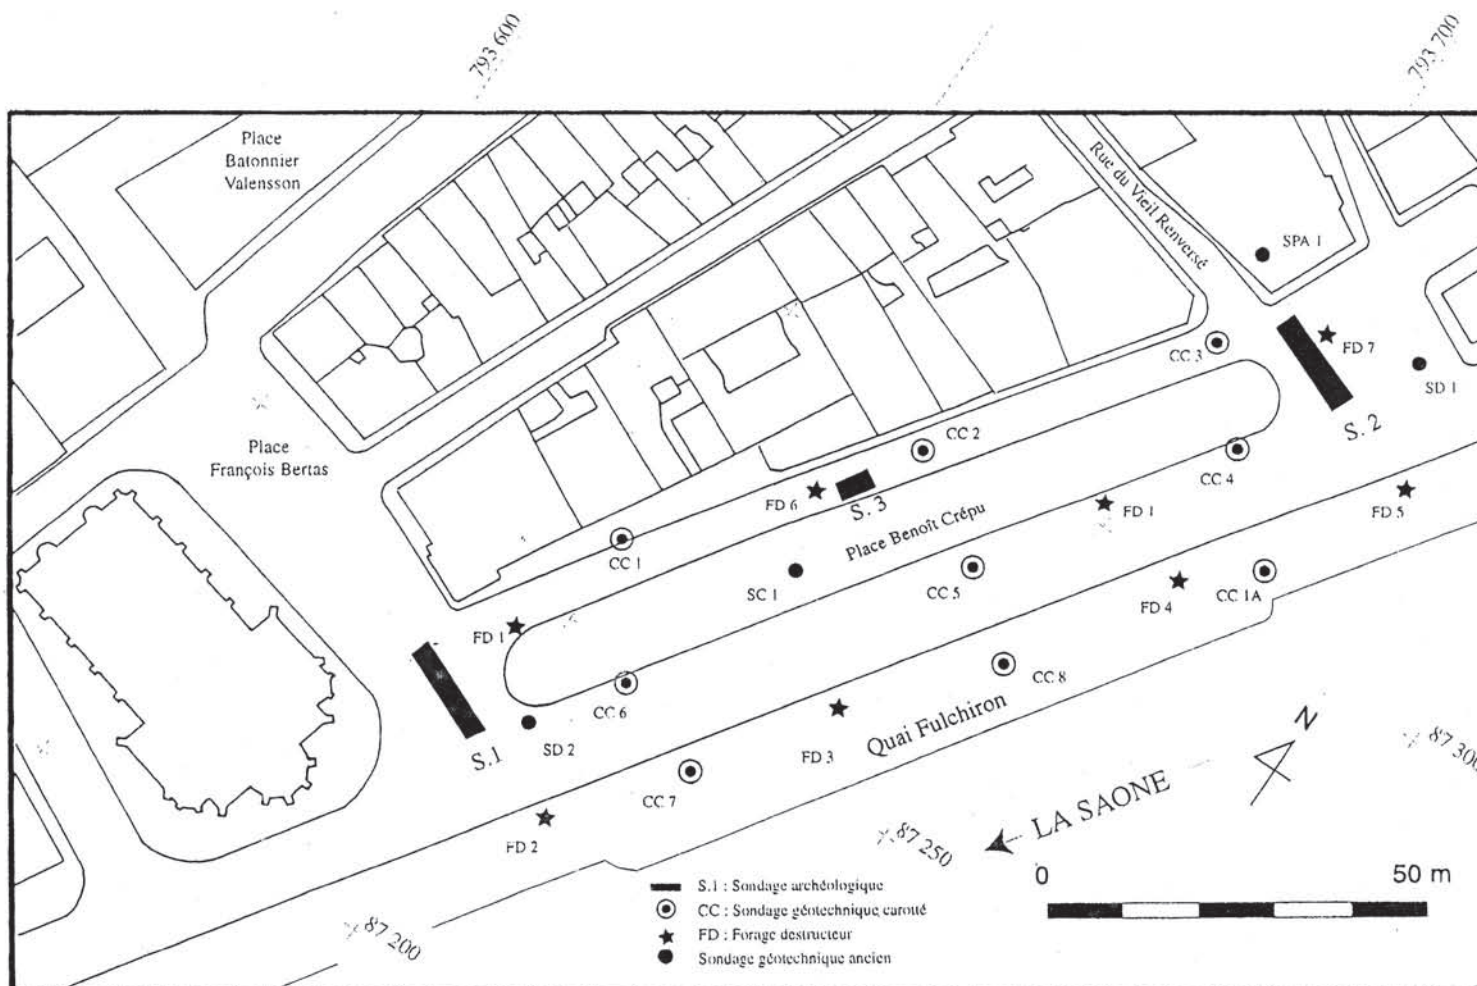 793 600
793 700
Place
Batonnier
Valensson
Rue du Vieil Renversé
SPA 1
FD 7
CC 3
SD 1
S. 2
Place
François Bertas
CC 2
CC 4
FD 6
S. 3
FD 1
FD 5
Place Benoît Crépu
CC 1
SC 1
CC 5
FD 4
CC 1A
FD 1
CC 8
CC 6
SD 2
S.1
FD 3
Quai Fulchiron
N
87 300
CC 7
LA SAONE
FD 2
87 250
0 50 m
S.1 : Sondage archéologique
CC : Sondage géotechnique carotté
FD : Forage destructeur
Sondage géotechnique ancien
87 200